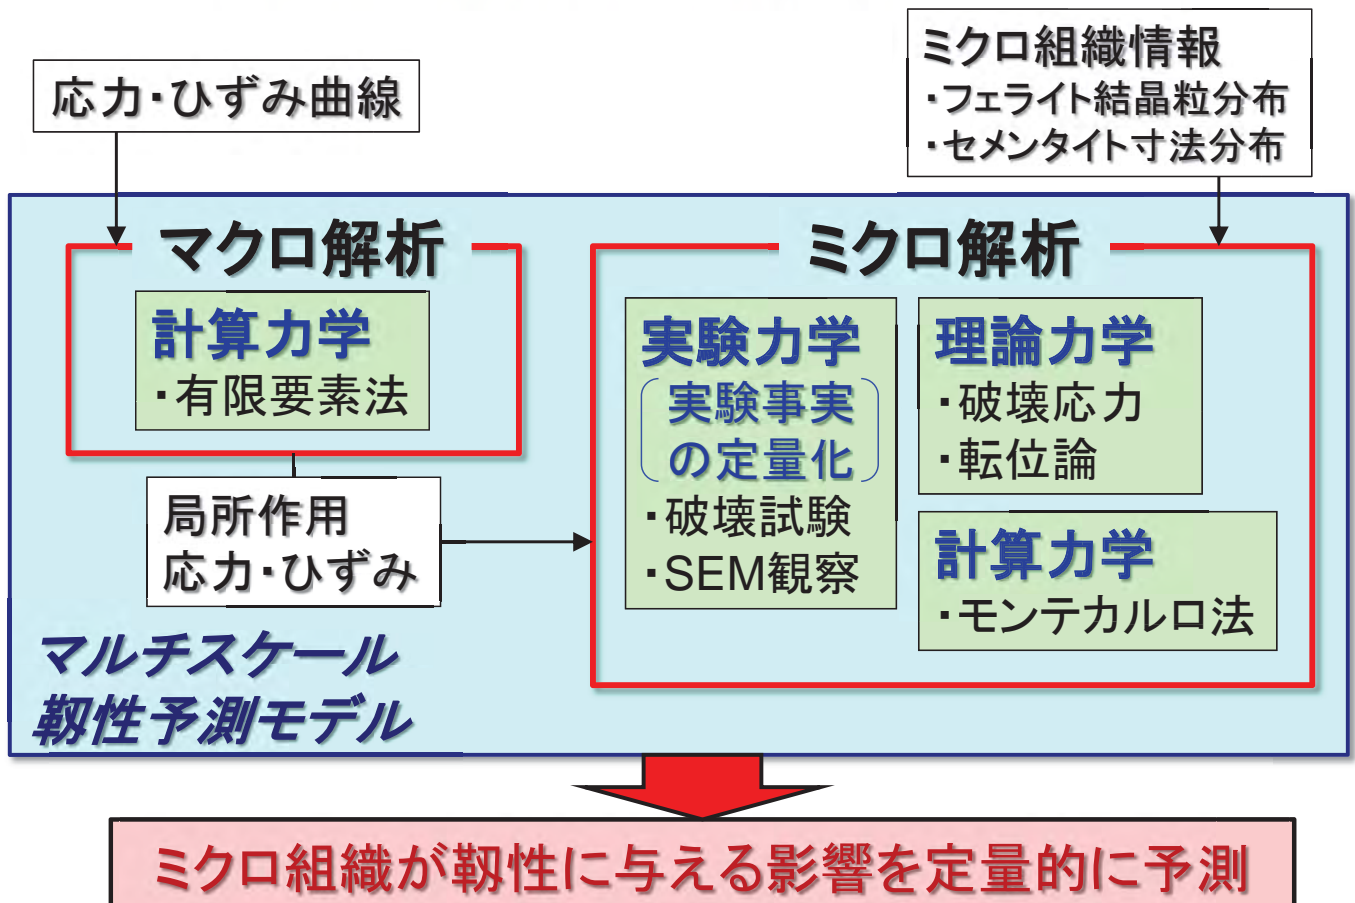 応力・ひずみ曲線
ミクロ組織情報
・フェライト結晶粒分布
・セメンタイト寸法分布
マクロ解析
計算力学
・有限要素法
局所作用
応力・ひずみ
ミクロ解析
実験力学
実験事実
の定量化
・破壊試験
・SEM観察
理論力学
・破壊応力
・転位論
計算力学
・モンテカルロ法
マルチスケール
靱性予測モデル
ミクロ組織が靱性に与える影響を定量的に予測